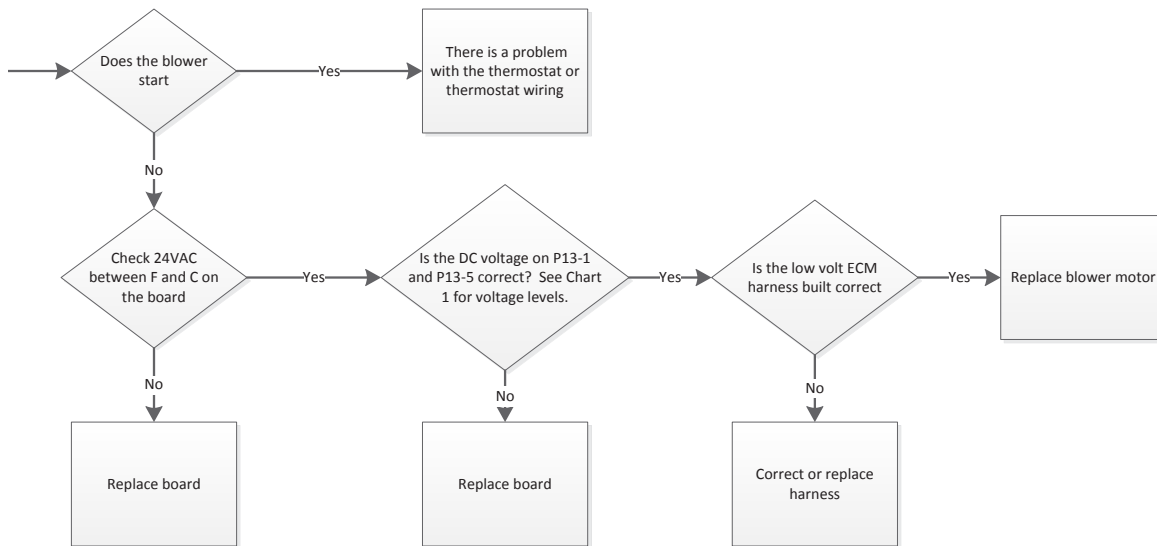 Does the blower
start
Yes
There is a problem
with the thermostat or
thermostat wiring
No
Check 24VAC
between F and C on
the board
Yes
Is the DC voltage on P13-1
and P13-5 correct?  See Chart
1 for voltage levels.
Yes
Is the low volt ECM
harness built correct
Yes
Replace blower motor
No
No
No
Replace board
Replace board
Correct or replace
harness